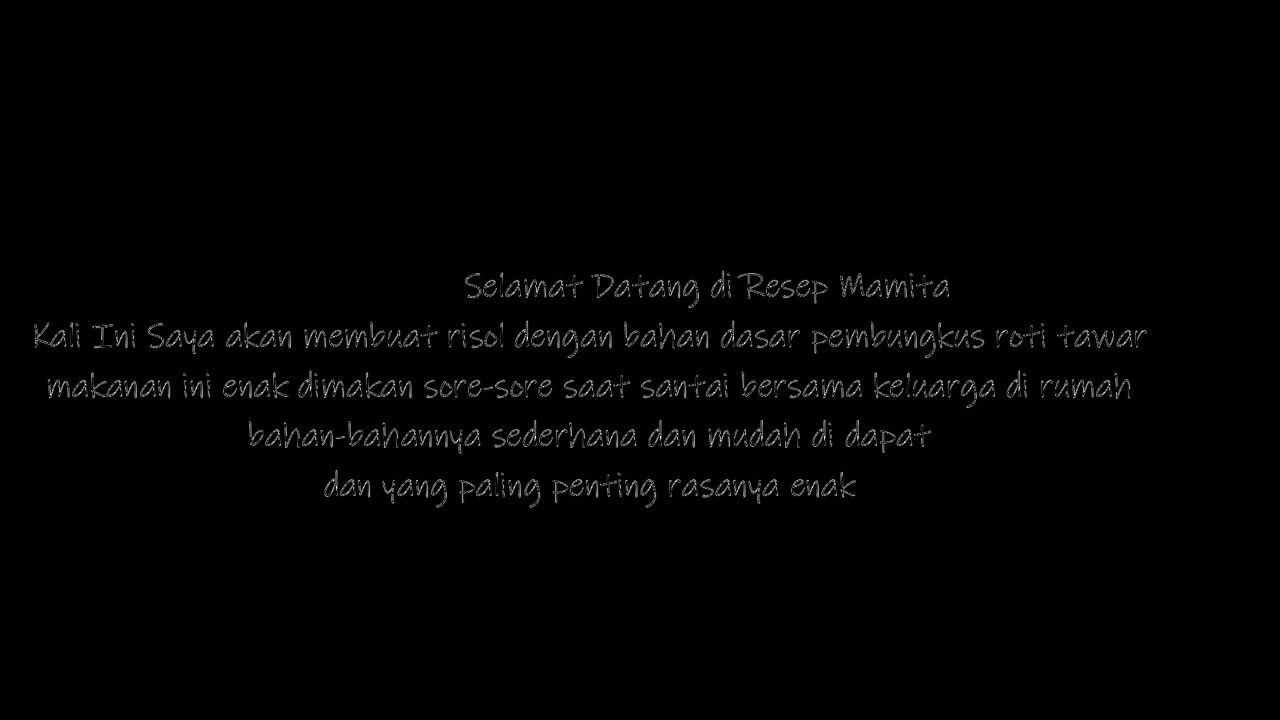 Selamat Datang di Resep Mamita
Kali Ini Saya akan membuat risol dengan bahan dasar pembungkus roti tawar
makanan ini enak dimakan sore-sore saat santai bersama keluarga di rumah
bahan-bahannya sederhana dan mudah di dapat
dan yang paling penting rasanya enak